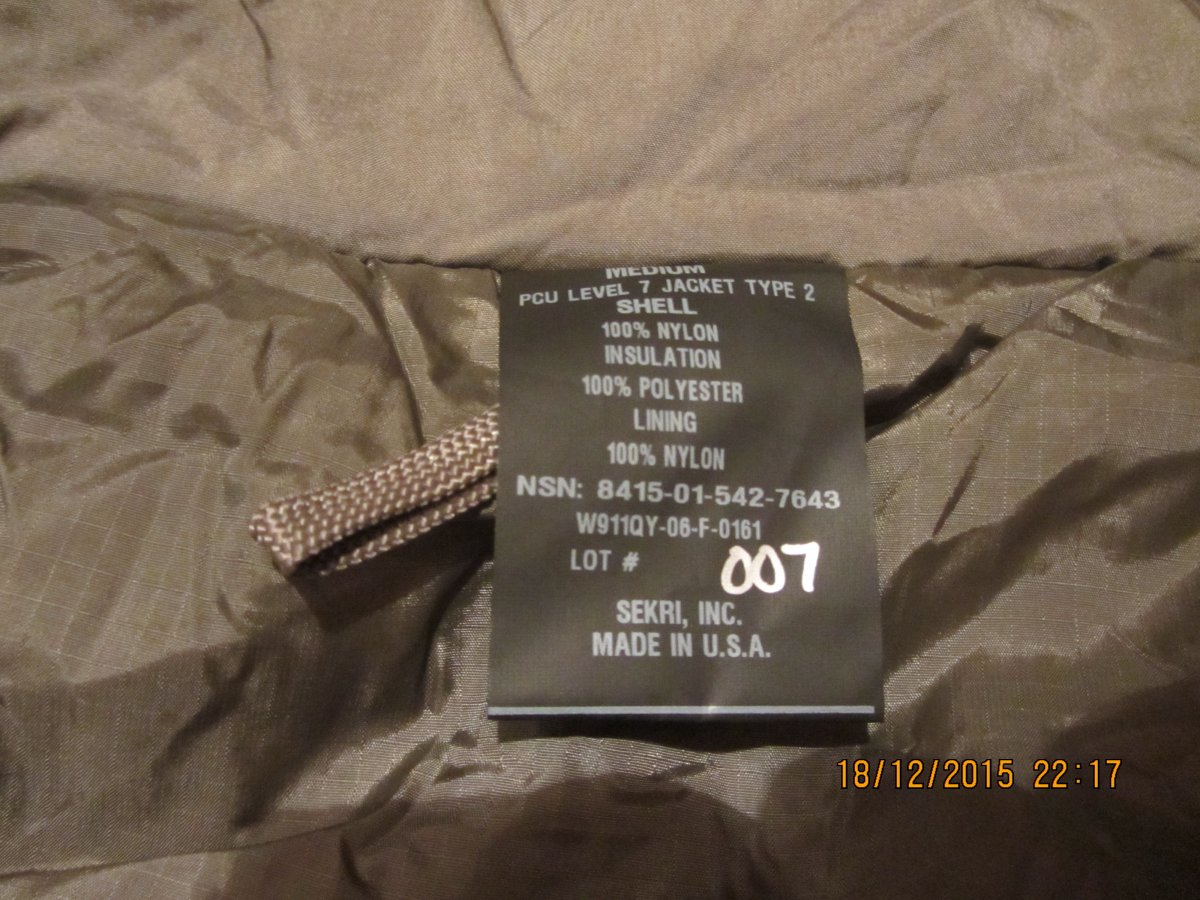 MEDIUM
PCU LEVEL 7 JACKET TYPE 2
SHELL
100% NYLON
INSULATION
100% POLYESTER
LINING
100% NYLON
NSN: 8415-01-542-7643
W911QY-06-F-0161
LOT # 007
SEKRI, INC.
MADE IN U.S.A.
18/12/2015 22:17